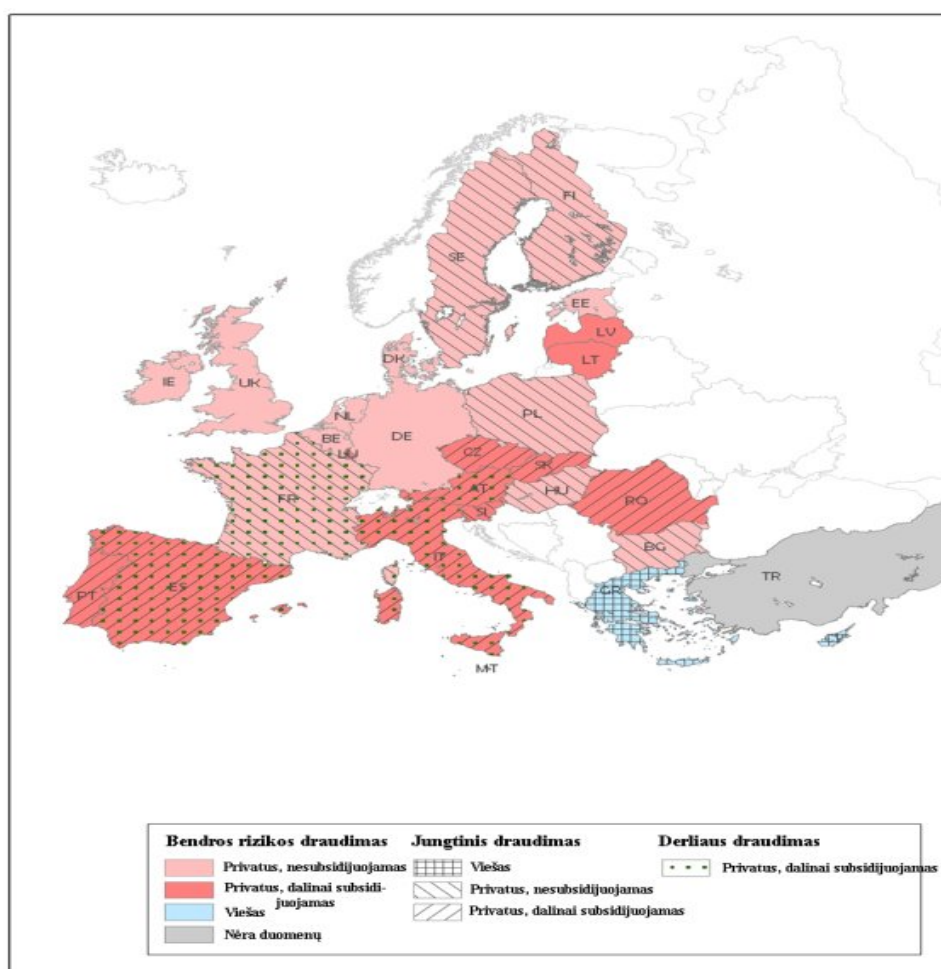 FI
SE
EE
LV
LT
DK
IE
UK
NL
BE
LU
DE
PL
CZ
SK
FR
AT
HU
SI
RO
IT
BG
PT
ES
GR
TR
MT
Bendros rizikos draudimas
Privatus, nesubsidijuojamas
Privatus, dalinai subsidi-
juojamas
Viešas
Nėra duomenų
Jungtinis draudimas
Viešas
Privatus, nesubsidijuojamas
Privatus, dalinai subsidijuojamas
Derliaus draudimas
Privatus, dalinai subsidijuojamas